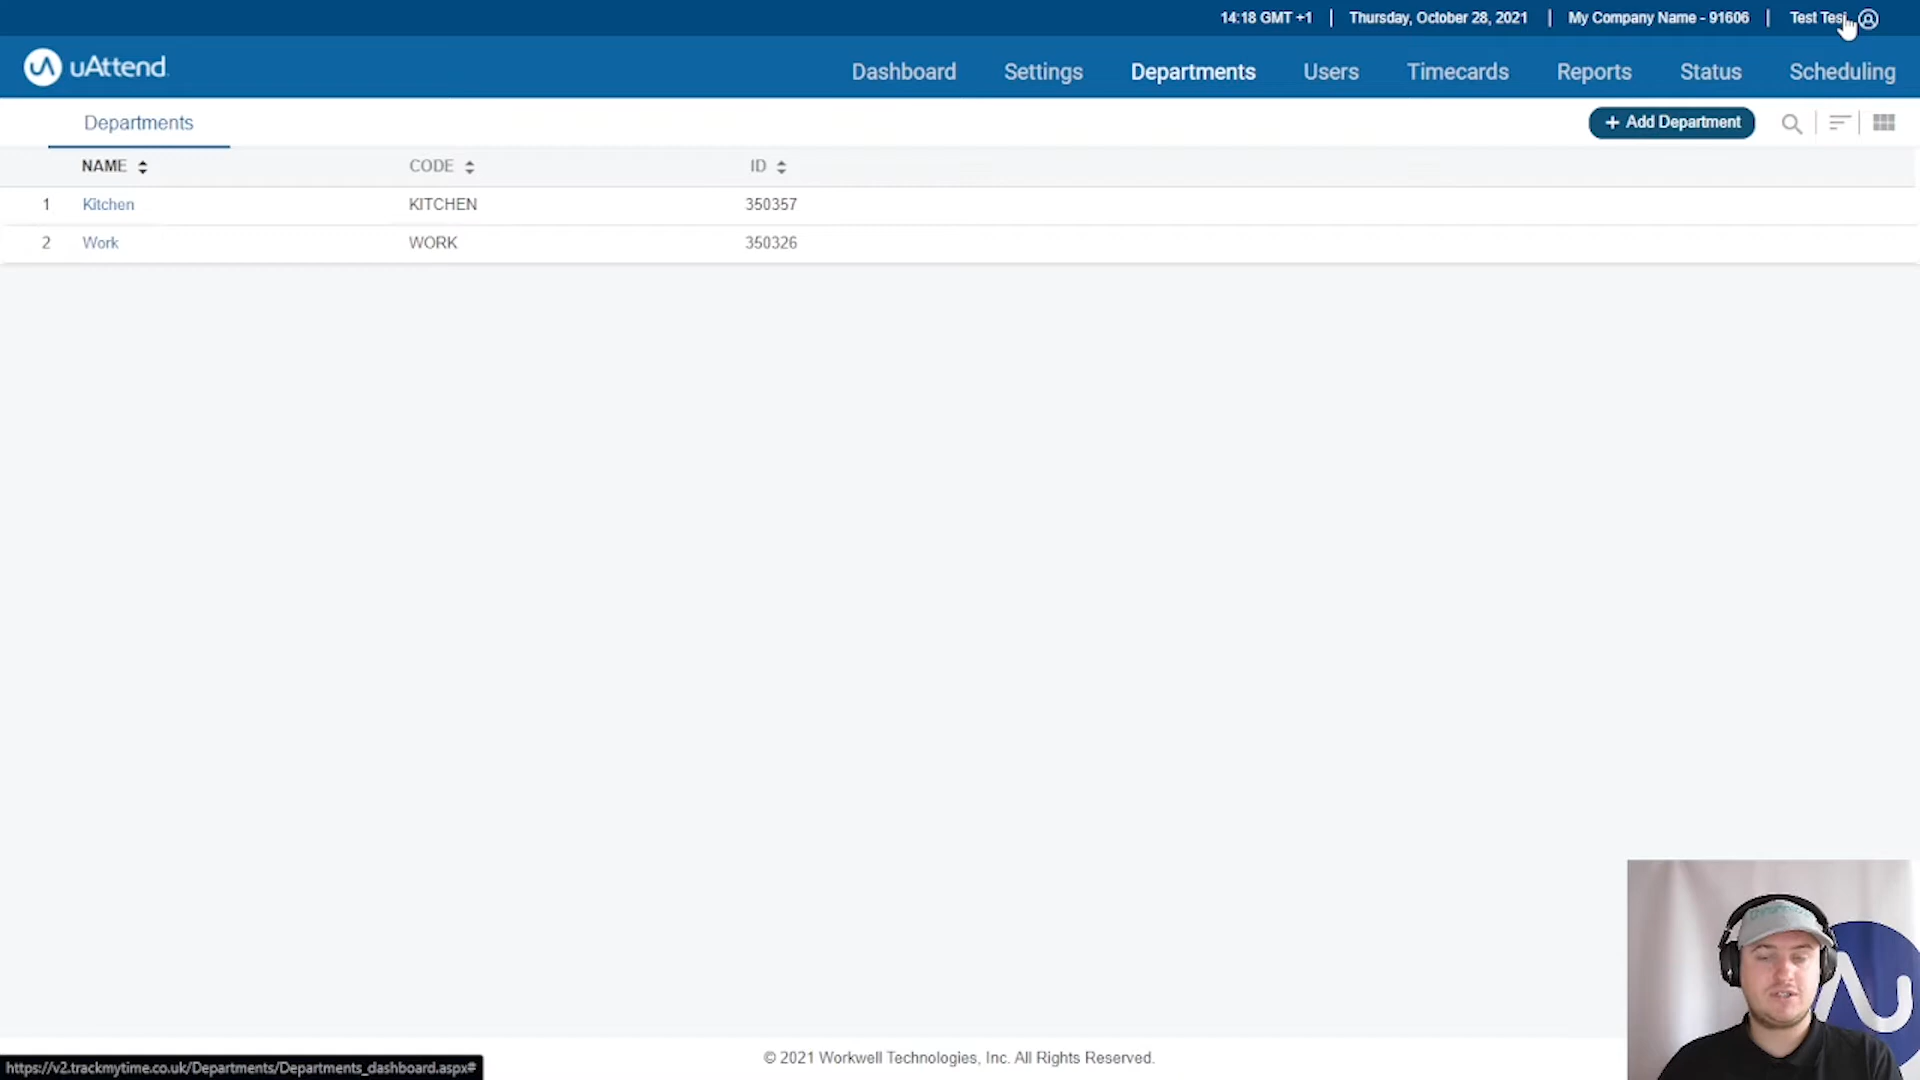 14:18 GMT +1 | Thursday, October 28, 2021 | My Company Name - 91606 | Test
uAttend
Dashboard Settings Departments Users Timecards Reports Status Scheduling
Departments
+ Add Department
NAME CODE ID
1 Kitchen KITCHEN 350357
2 Work WORK 350326
© 2021 Workwell Technologies, Inc. All Rights Reserved.
https://v2.trackmytime.co.uk/Departments/Departments_dashboard.aspx#